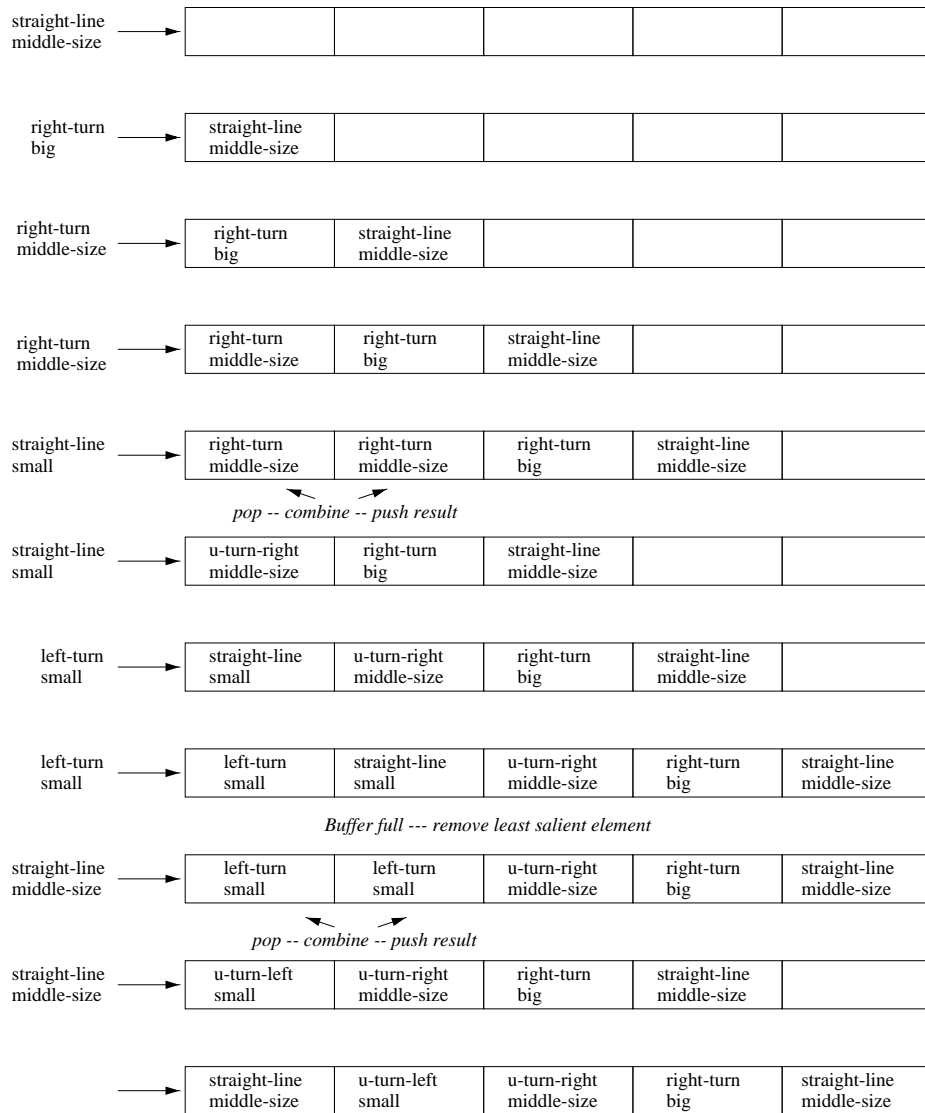 straight-line
middle-size
right-turn
big
straight-line
middle-size
right-turn
middle-size
right-turn
big
straight-line
middle-size
right-turn
middle-size
right-turn
middle-size
right-turn
big
straight-line
middle-size
straight-line
small
right-turn
middle-size
right-turn
middle-size
right-turn
big
straight-line
middle-size
pop -- combine -- push result
straight-line
small
u-turn-right
middle-size
right-turn
big
straight-line
middle-size
left-turn
small
straight-line
small
u-turn-right
middle-size
right-turn
big
straight-line
middle-size
left-turn
small
left-turn
small
straight-line
small
u-turn-right
middle-size
right-turn
big
straight-line
middle-size
Buffer full --- remove least salient element
straight-line
middle-size
left-turn
small
left-turn
small
u-turn-right
middle-size
right-turn
big
straight-line
middle-size
pop -- combine -- push result
straight-line
middle-size
u-turn-left
small
u-turn-right
middle-size
right-turn
big
straight-line
middle-size
straight-line
middle-size
u-turn-left
small
u-turn-right
middle-size
right-turn
big
straight-line
middle-size